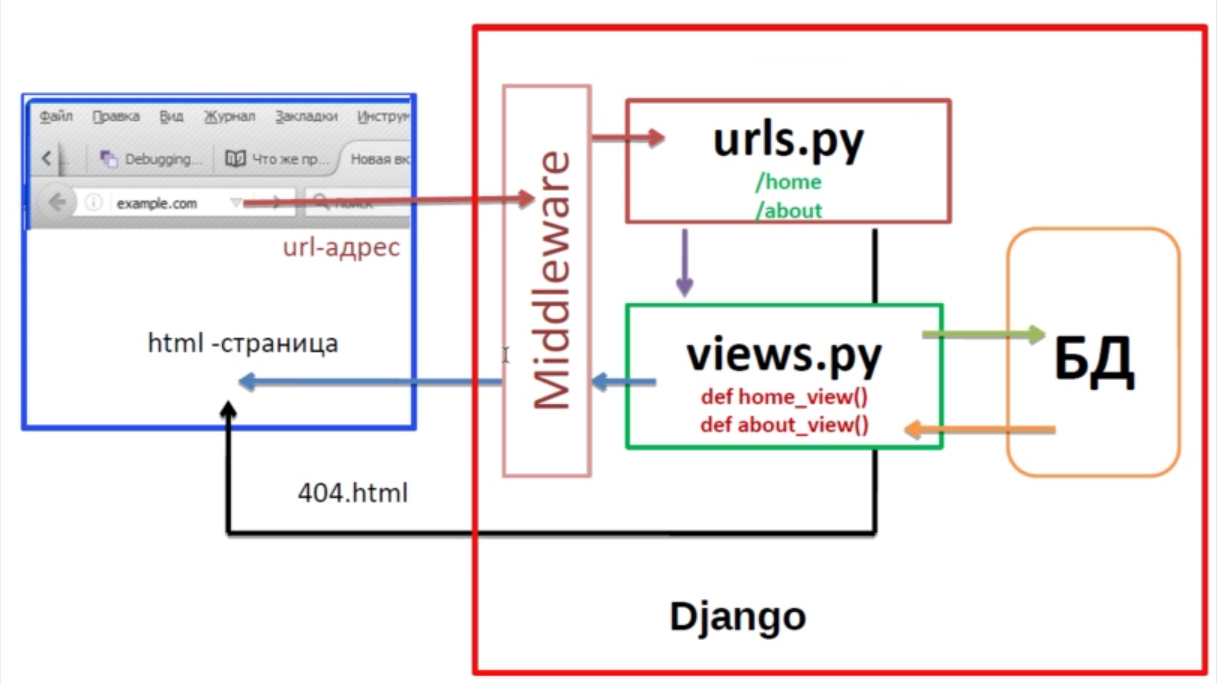 Файл Правка Вид Журнал Закладки Инструм
Debugging... Что же пр... Новая вк
example.com Поиск
url-адрес
html -страница
404.html
Middleware
urls.py
/home
/about
views.py
def home_view()
def about_view()
БД
Django